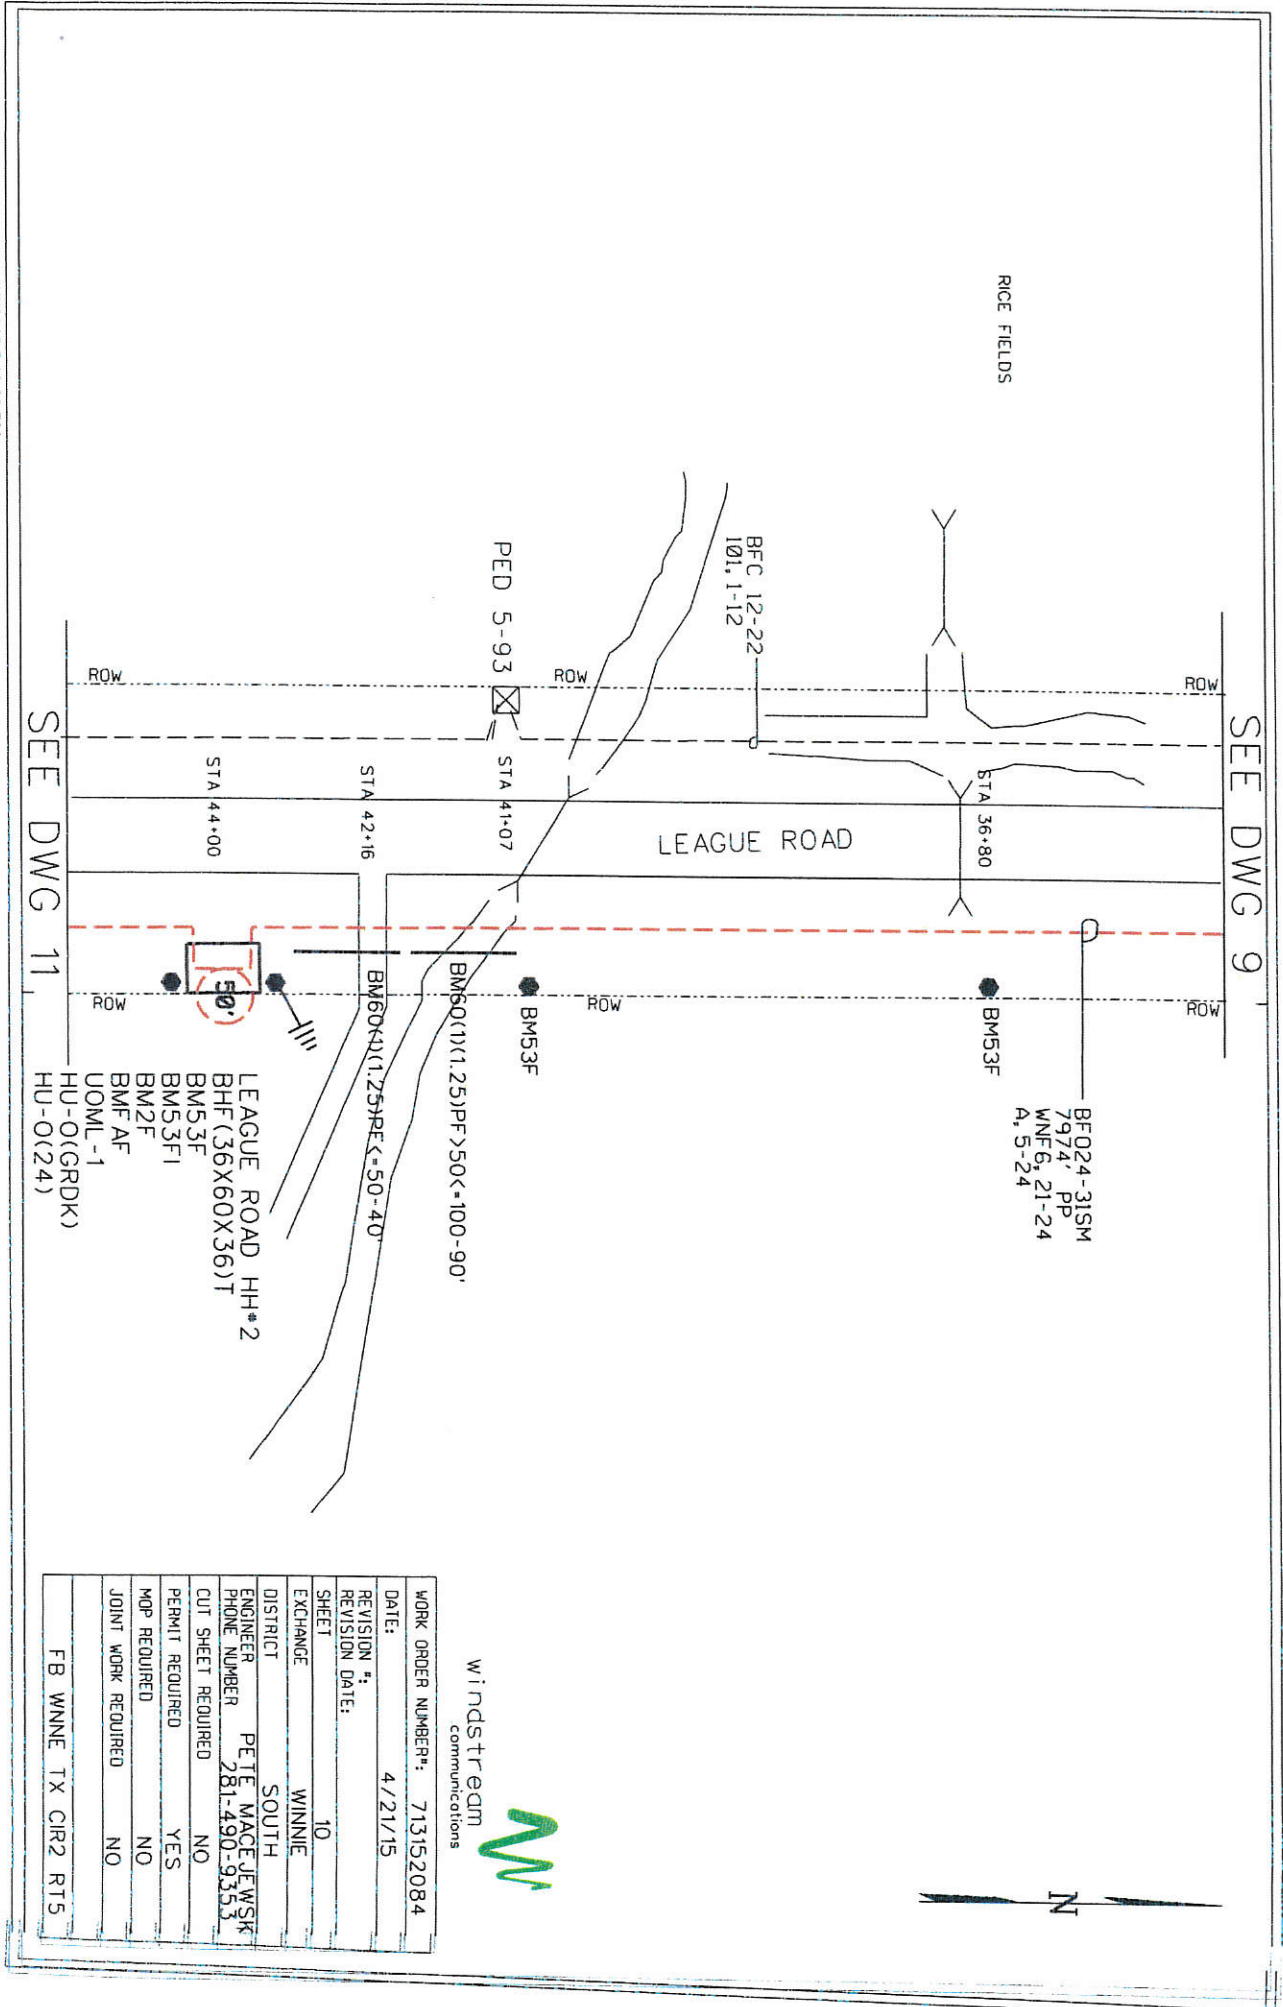 SEE DWG 9
RICE FIELDS
ROW
ROW
STA 36+80
BM53F
BFO24-31SM
7974' PP
WNF6, 21-24
A, 5-24
BFC 12-22
101, 1-12
LEAGUE ROAD
PED 5-93
ROW
ROW
STA 41+07
BM53F
BM60(1)(1.25)PF>50<=100-90'
STA 42+16
BM60(1)(1.25)PF<=50-40'
STA 44+00
50'
LEAGUE ROAD HH#2
BHF(36X60X36)T
BM53F
BM53FI
BM2F
BMFAF
UOML-1
HU-O(GRDK)
HU-O(24)
ROW
ROW
SEE DWG 11
N
windstream
communications
WORK ORDER NUMBER#: 713152084
DATE: 4/21/15
REVISION #:
REVISION DATE:
SHEET 10
EXCHANGE WINNIE
DISTRICT SOUTH
ENGINEER PETE MACEJEWSK
PHONE NUMBER 281-490-9353
CUT SHEET REQUIRED NO
PERMIT REQUIRED YES
MOP REQUIRED NO
JOINT WORK REQUIRED NO
FB WNNE TX CIR2 RT5